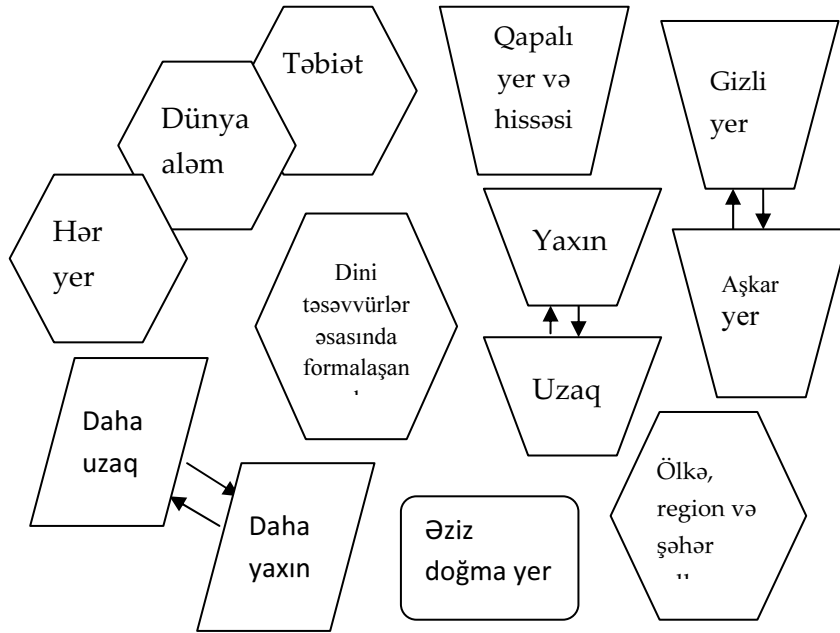 Təbiət
Dünya
aləm
Hər
yer
Qapalı
yer və
hissəsi
Gizli
yer
Yaxın
Aşkar
yer
Uzaq
Dini
təsəvvürlər
əsasında
formalaşan
Daha
uzaq
Daha
yaxın
Əziz
doğma yer
Ölkə,
region və
şəhər